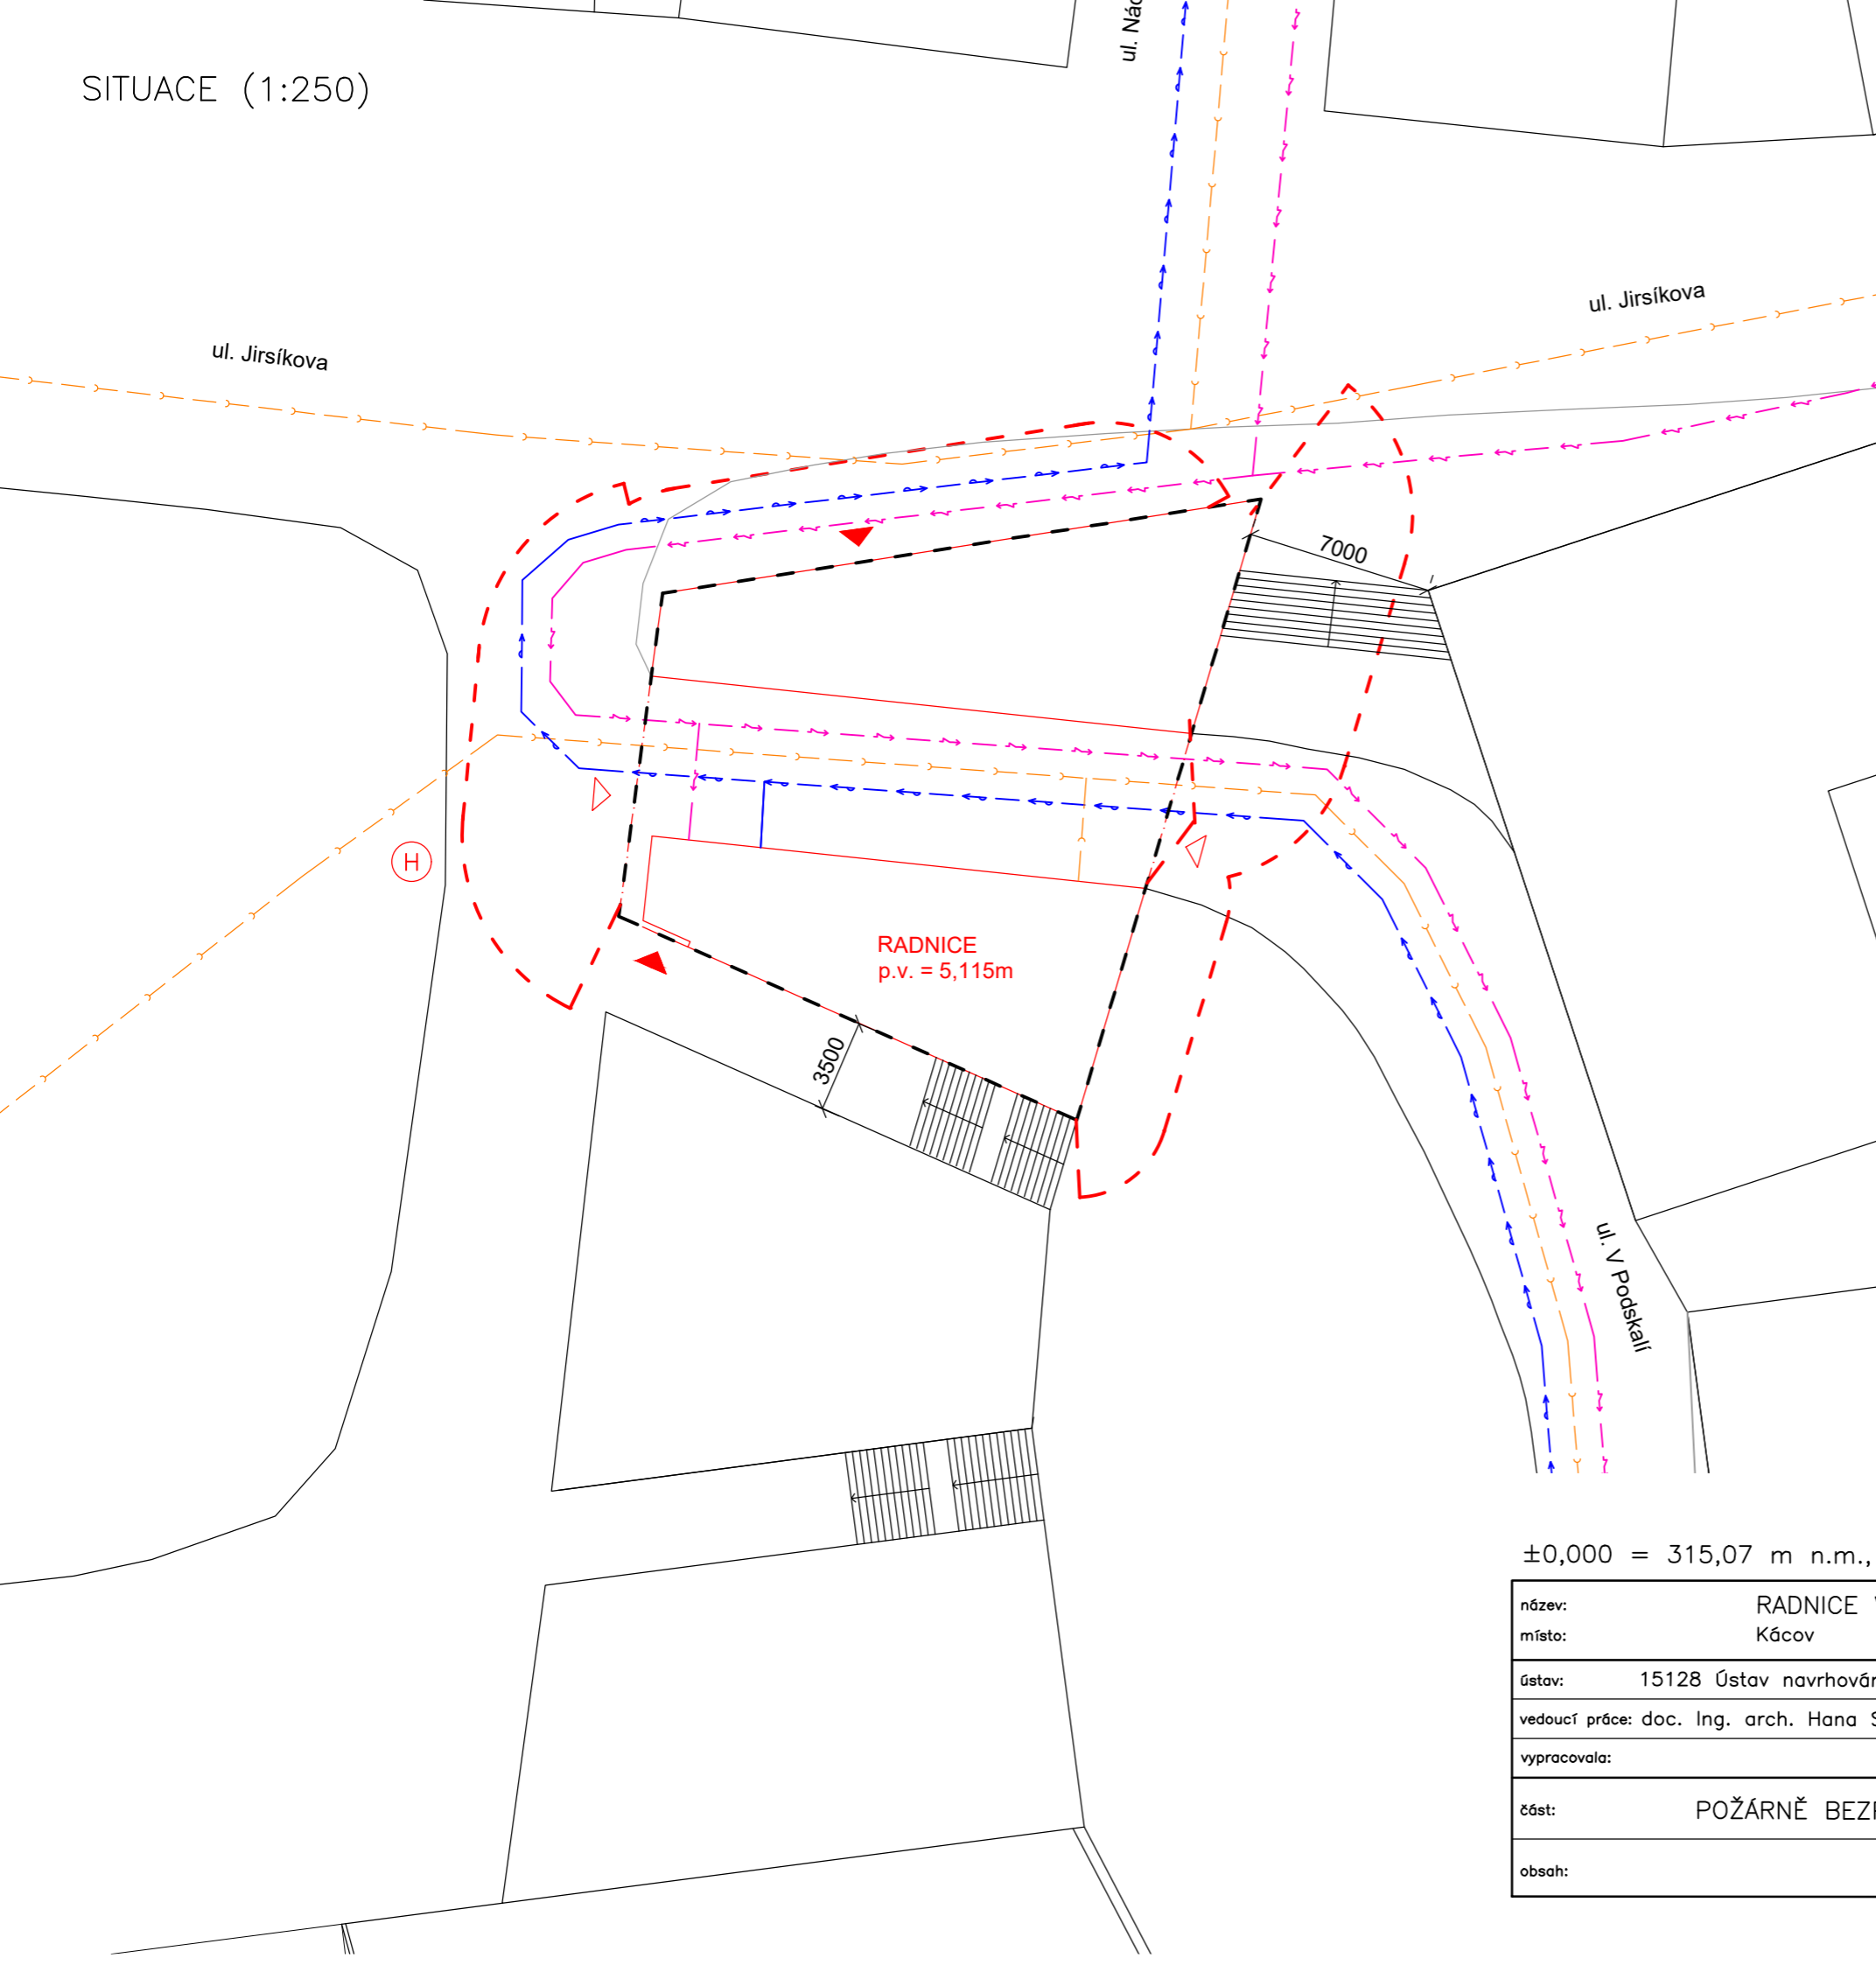 SITUACE (1:250)
ul. Jirsíkova
ul. Jirsíkova
7000
H
RADNICE
p.v. = 5,115m
3500
ul. V Podskalí
±0,000 = 315,07 m n.m.,
název: RADNICE
místo: Kácov
ústav: 15128 Ústav
vedoucí práce: doc. Ing. arch. Hana
vypracovala:
část: POŽÁRNĚ
obsah: